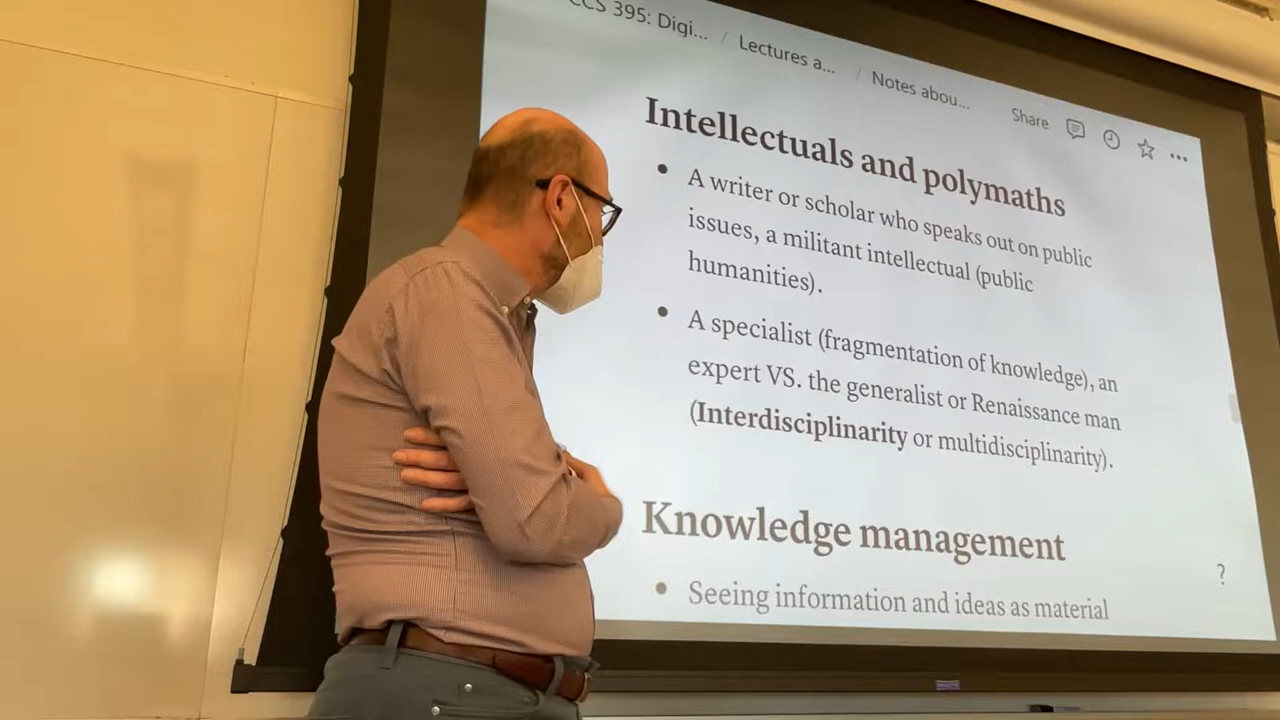 CCS 395: Digi... / Lectures a... / Notes abou...
Share
Intellectuals and polymaths
• A writer or scholar who speaks out on public
issues, a militant intellectual (public
humanities).
• A specialist (fragmentation of knowledge), an
expert VS. the generalist or Renaissance man
(Interdisciplinarity or multidisciplinarity).
Knowledge management
• Seeing information and ideas as material
?